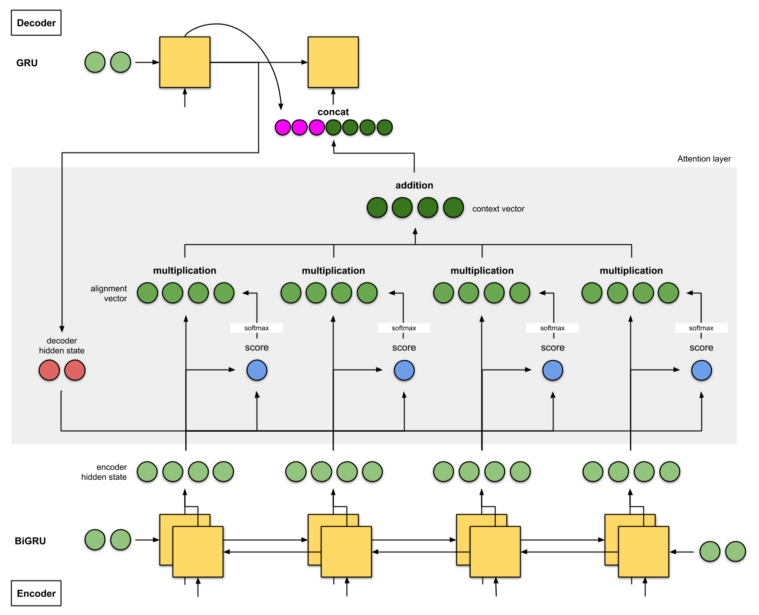 Decoder
GRU
concat
Attention layer
addition
context vector
multiplication
multiplication
multiplication
multiplication
alignment
vector
softmax
softmax
softmax
softmax
decoder
hidden state
score
score
score
score
encoder
hidden state
BiGRU
Encoder